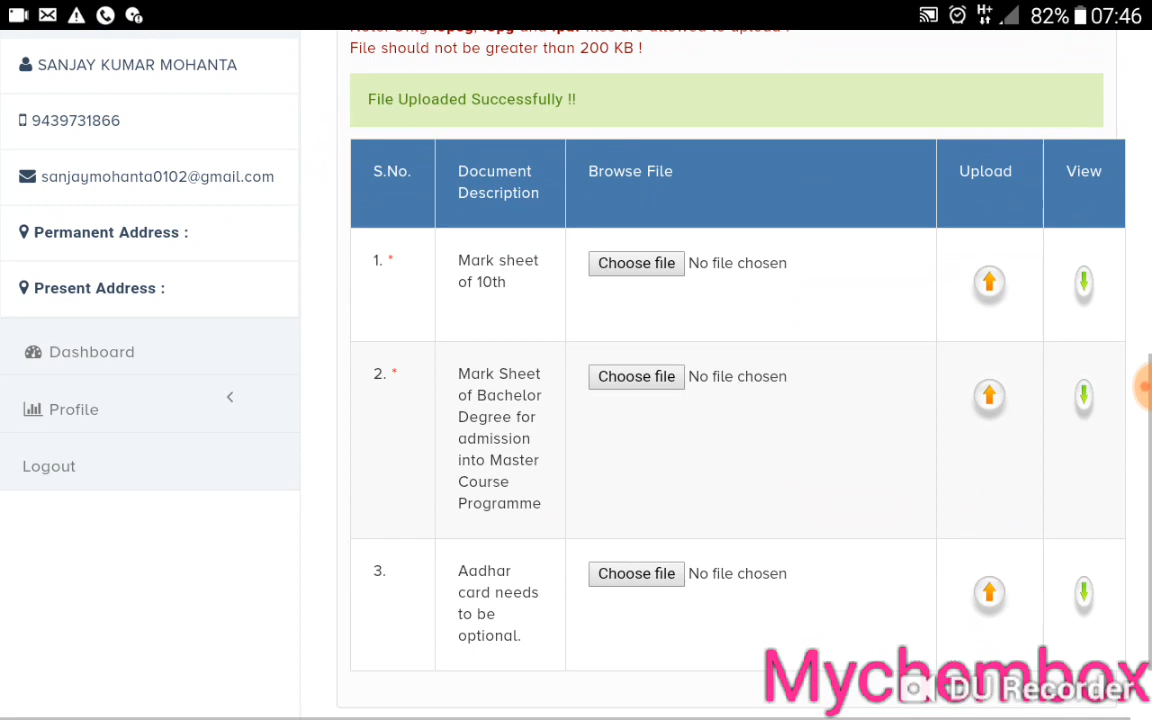 82% 07:46
File should not be greater than 200 KB !
SANJAY KUMAR MOHANTA
File Uploaded Successfully !!
9439731866
sanjaymohanta0102@gmail.com
Permanent Address :
Present Address :
Dashboard
Profile
Logout
S.No. Document Description Browse File Upload View
1. * Mark sheet
of 10th
Choose file No file chosen
2. * Mark Sheet
of Bachelor
Degree for
admission
into Master
Course
Programme
Choose file No file chosen
3. Aadhar
card needs
to be
optional.
Choose file No file chosen
Mychembox
DU Recorder